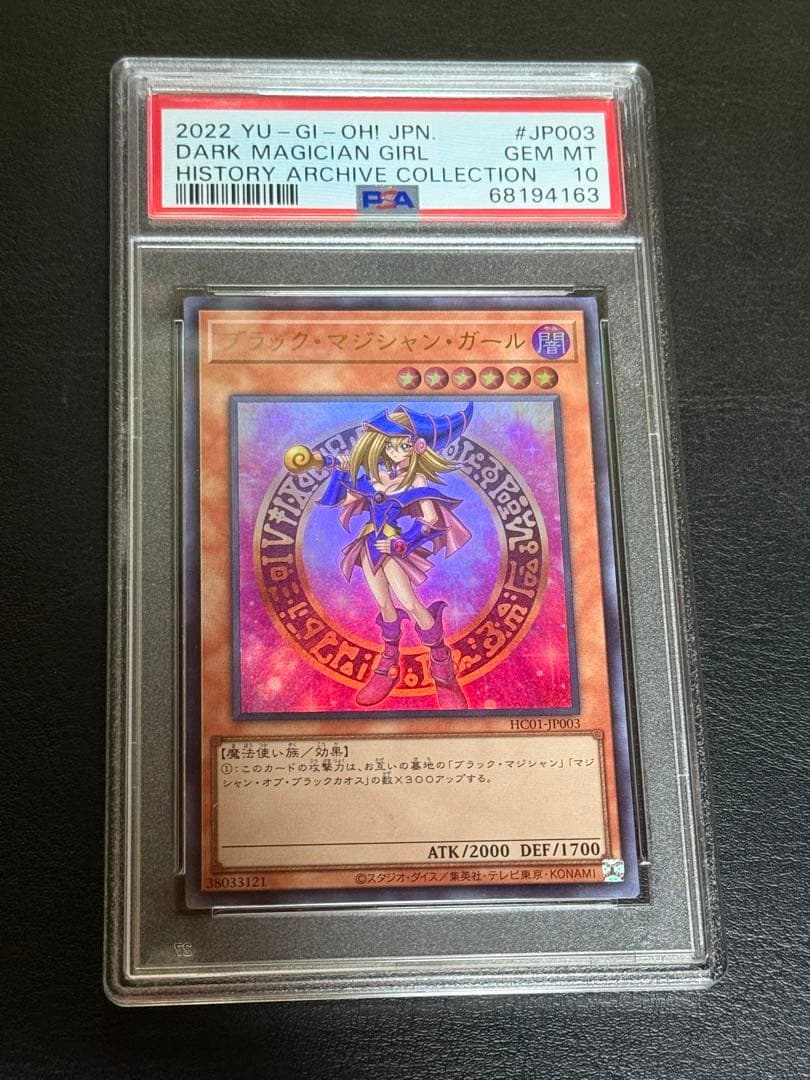 2022 YU-GI-OH! JPN. #JP003
DARK MAGICIAN GIRL GEM MT
HISTORY ARCHIVE COLLECTION 10
PSA 68194163
ブラック・マジシャン・ガール 闇
HC01-JP003
【魔法使い族/効果】
①:このカードの攻撃力は、お互いの墓地の「ブラック・マジシャン」「マジ
シャン・オブ・ブラックカオス」の数×300アップする。
ATK/2000 DEF/1700
38033121 ©スタジオ・ダイス/集英社・テレビ東京・KONAMI